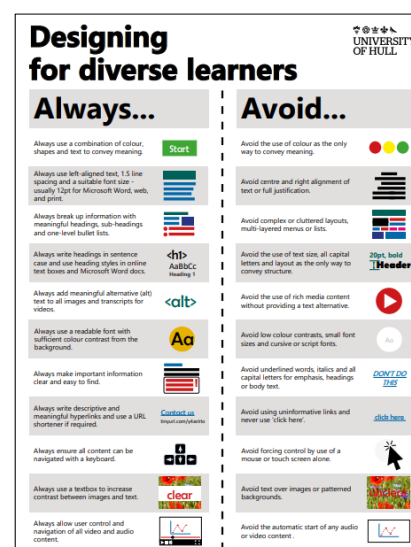 Designing
for diverse learners
UNIVERSITY
OF HULL
Always...
Always use a combination of colour,
shapes and text to convey meaning.
Start
Always use left-aligned text, 1.5 line
spacing and a suitable font size -
usually 12pt for Microsoft Word, web,
and print.
Always break up information with
meaningful headings, sub-headings
and one-level bullet lists.
Always write headings in sentence
case and use heading styles in online
text boxes and Microsoft Word docs.
<h1>
AaBbCc
Heading 1
Always add meaningful alternative (alt)
text to all images and transcripts for
videos.
<alt>
Always use a readable font with
sufficient colour contrast from the
background.
Aa
Always make important information
clear and easy to find.
Always write descriptive and
meaningful hyperlinks and use a URL
shortener if required.
Contact us
Always ensure all content can be
navigated with a keyboard.
Always use a textbox to increase
contrast between images and text.
clear
Always allow user control and
navigation of all video and audio
content.
Avoid...
Avoid the use of colour as the only
way to convey meaning.
Avoid centre and right alignment of
text or full justification.
Avoid complex or cluttered layouts,
multi-layered menus or lists.
Avoid the use of text size, all capital
letters and layout as the only way to
convey structure.
20pt, bold
Header
Avoid the use of rich media content
without providing a text alternative.
Avoid low colour contrasts, small font
sizes and cursive or script fonts.
Aa
Avoid underlined words, italics and all
capital letters for emphasis, headings
or body text.
DON'T DO
THIS
Avoid using uninformative links and
never use 'click here'.
click here
Avoid forcing control by use of a
mouse or touch screen alone.
Avoid text over images or patterned
backgrounds.
unclear
Avoid the automatic start of any audio
or video content .